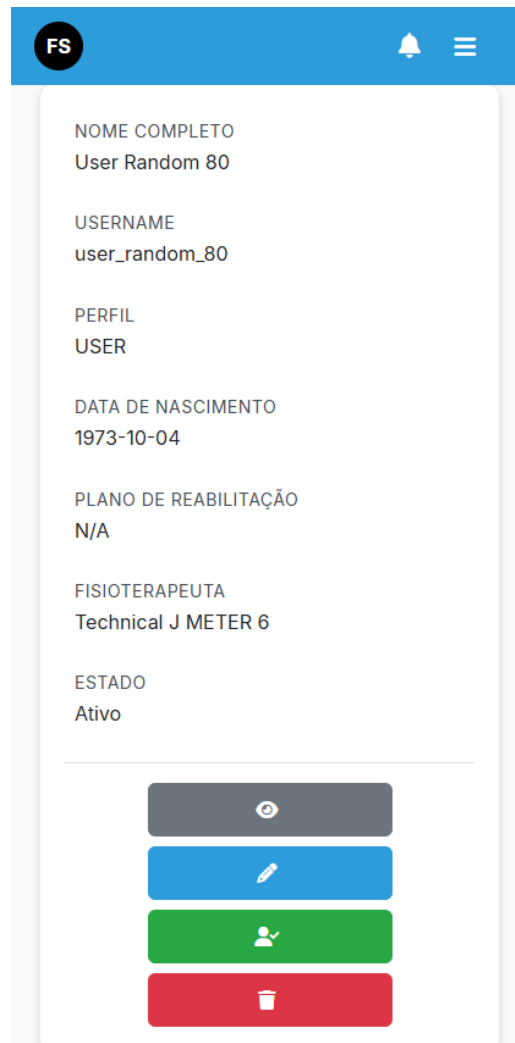 FS
NOME COMPLETO
User Random 80
USERNAME
user_random_80
PERFIL
USER
DATA DE NASCIMENTO
1973-10-04
PLANO DE REABILITAÇÃO
N/A
FISIOTERAPEUTA
Technical J METER 6
ESTADO
Ativo